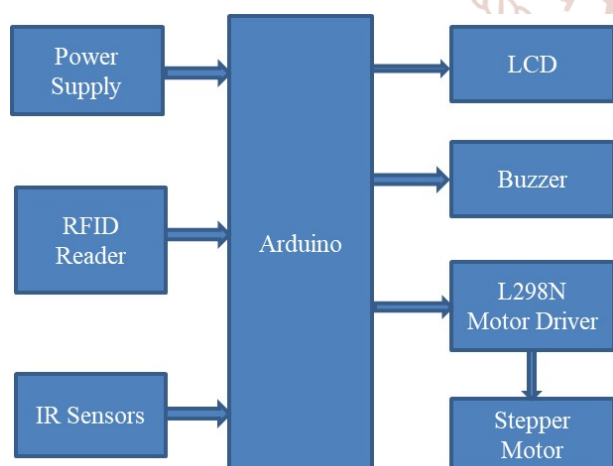 Power
Supply
RFID
Reader
IR Sensors
Arduino
LCD
Buzzer
L298N
Motor Driver
Stepper
Motor